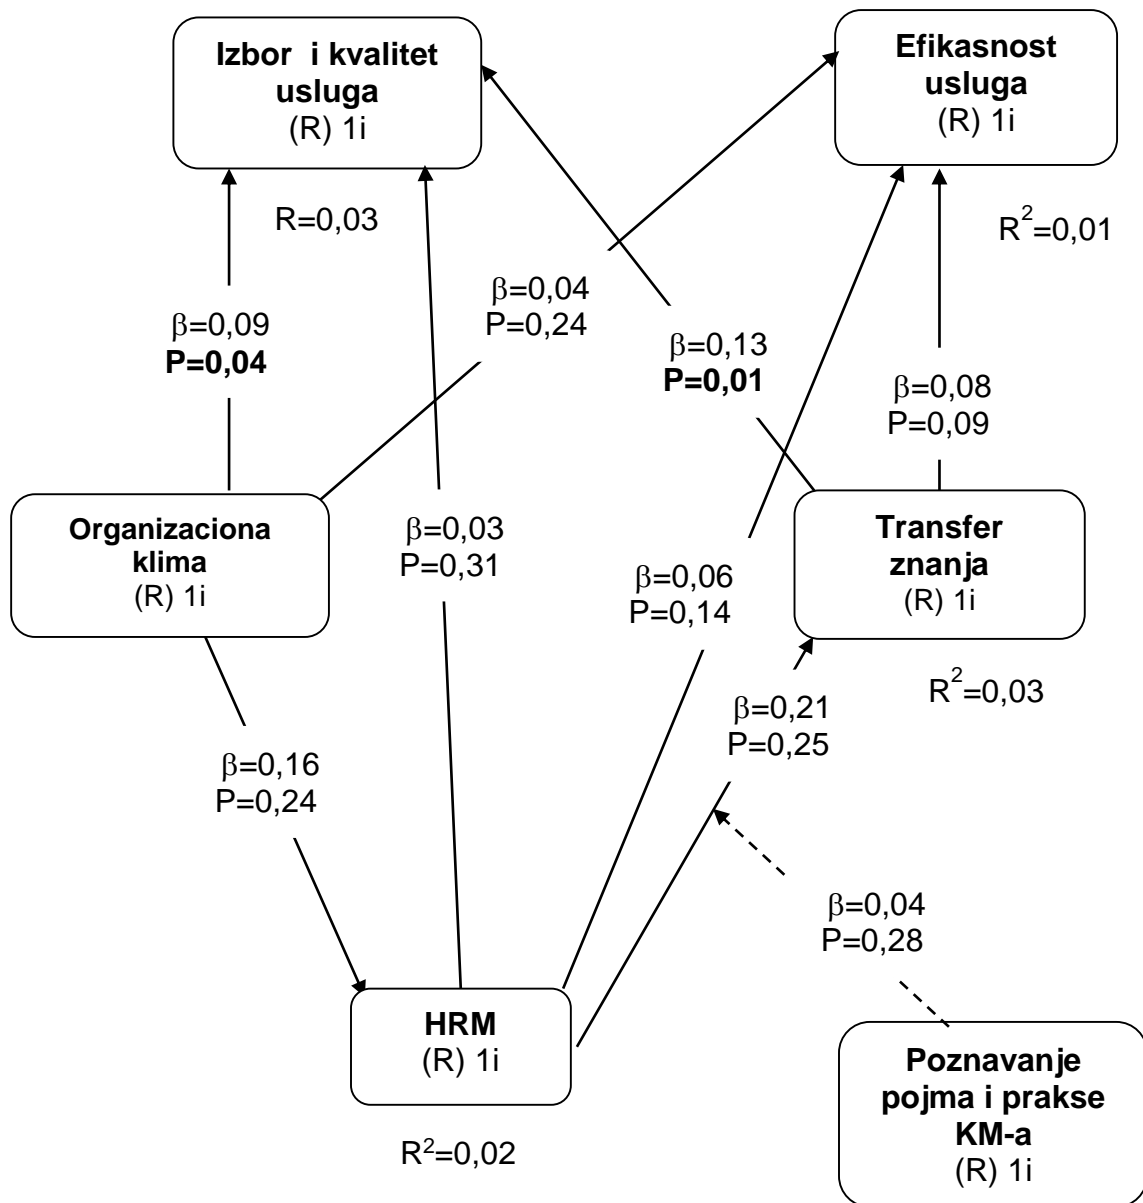 Izbor i kvalitet
usluga
(R) 1i
Efikasnost
usluga
(R) 1i
R=0,03
R²=0,01
β=0,04
P=0,24
β=0,09
P=0,04
β=0,13
P=0,01
β=0,08
P=0,09
Organizaciona
klima
(R) 1i
β=0,03
P=0,31
Transfer
znanja
(R) 1i
β=0,06
P=0,14
R²=0,03
β=0,21
P=0,25
β=0,16
P=0,24
β=0,04
P=0,28
HRM
(R) 1i
Poznavanje
pojma i prakse
KM-a
(R) 1i
R²=0,02